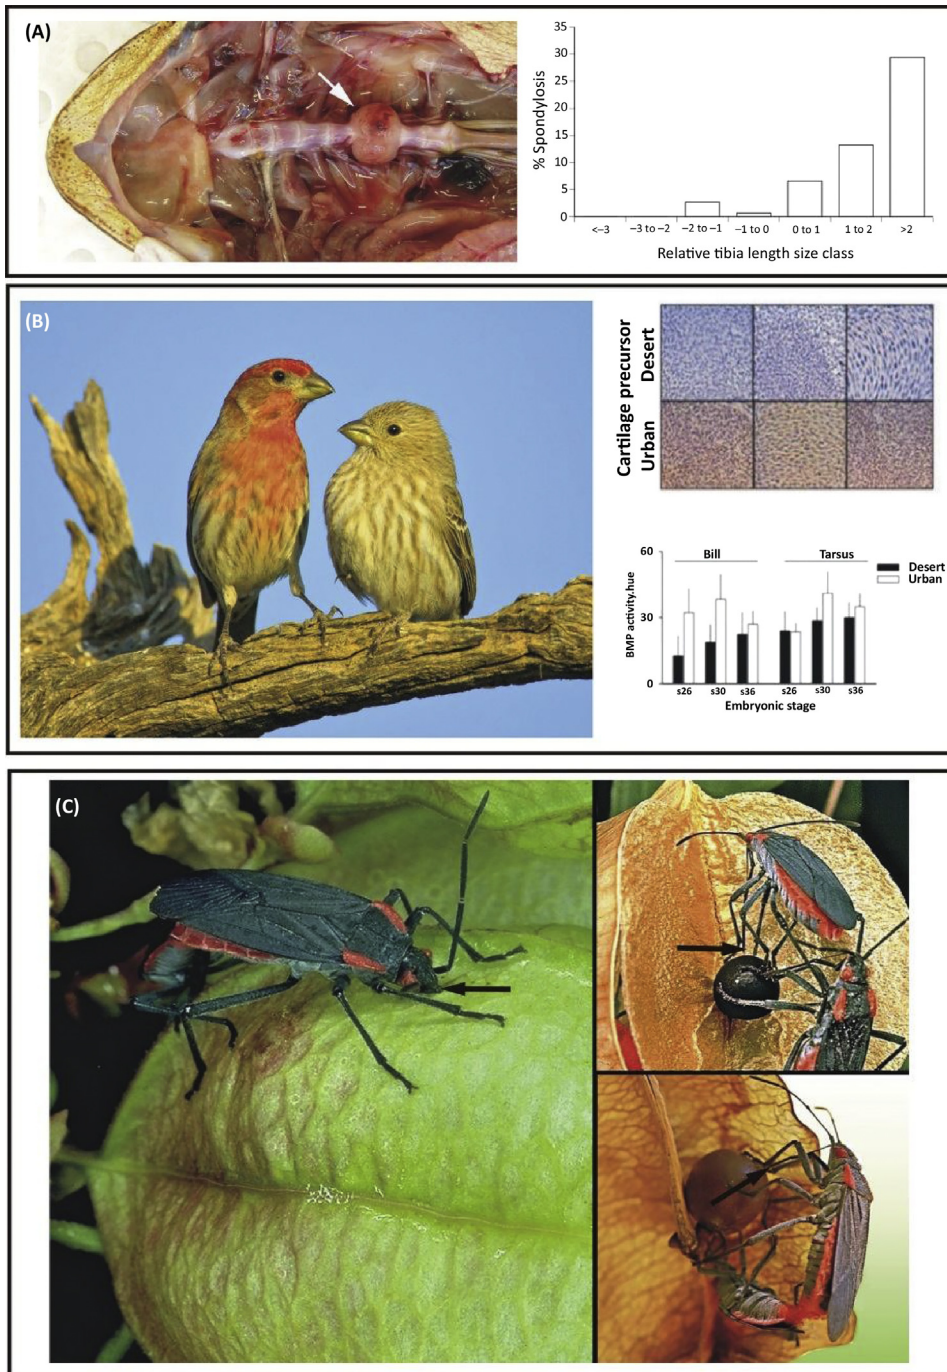 (A)
35
30
25
20
15
10
5
0
% Spondylosis
<–3
–3 to –2
–2 to –1
–1 to 0
0 to 1
1 to 2
>2
Relative tibia length size class
(B)
Cartilage precursor
Desert
Urban
60
30
0
BMP activity.hue
Bill
Tarsus
Desert
Urban
s26
s30
s36
s26
s30
s36
Embryonic stage
(C)